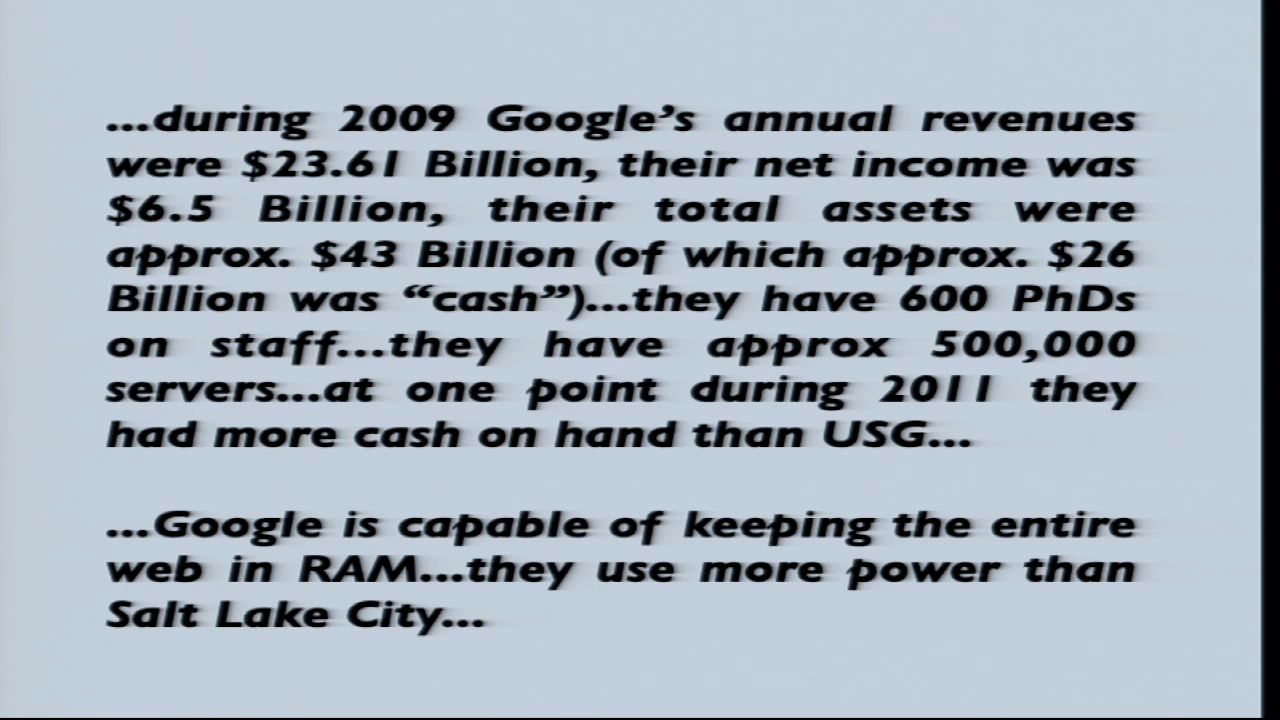 ...during 2009 Google's annual revenues
were $23.61 Billion, their net income was
$6.5 Billion, their total assets were
approx. $43 Billion (of which approx. $26
Billion was “cash”)...they have 600 PhDs
on staff...they have approx 500,000
servers...at one point during 2011 they
had more cash on hand than USG...
...Google is capable of keeping the entire
web in RAM...they use more power than
Salt Lake City...